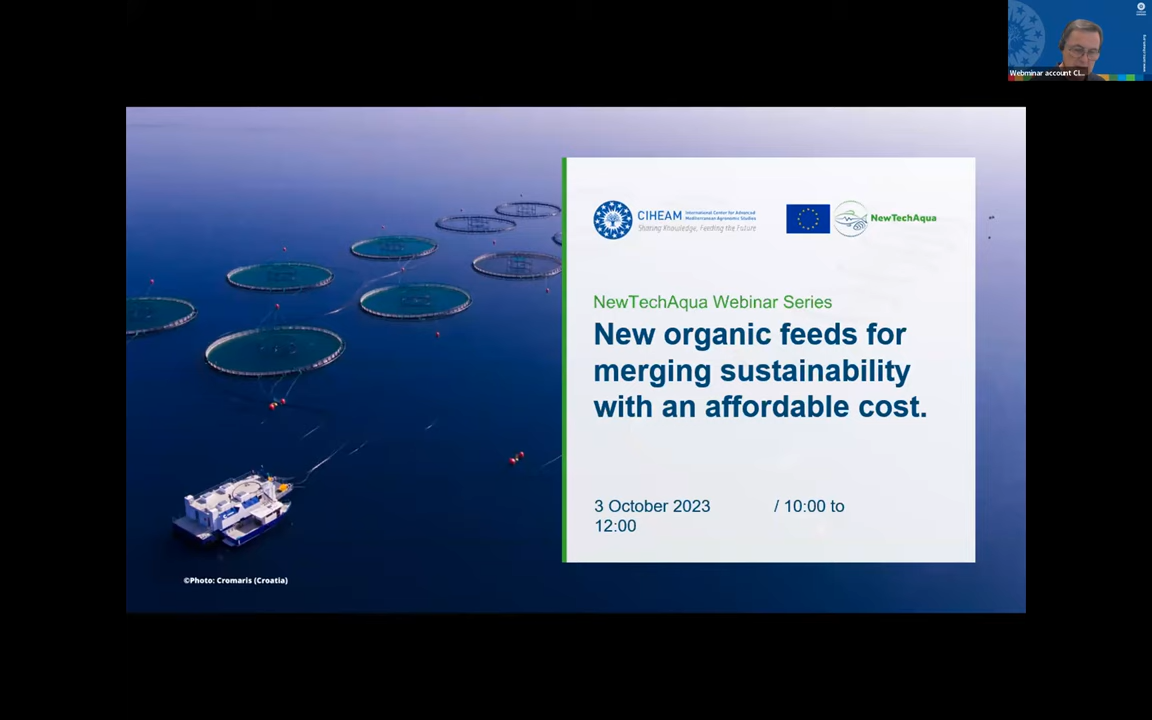 Webminar account CI...
CIHEAM
International Center for Advanced
Mediterranean Agronomic Studies
Sharing Knowledge, Feeding the Future
NewTechAqua
NewTechAqua Webinar Series
New organic feeds for
merging sustainability
with an affordable cost.
3 October 2023 / 10:00 to
12:00
©Photo: Cromaris (Croatia)